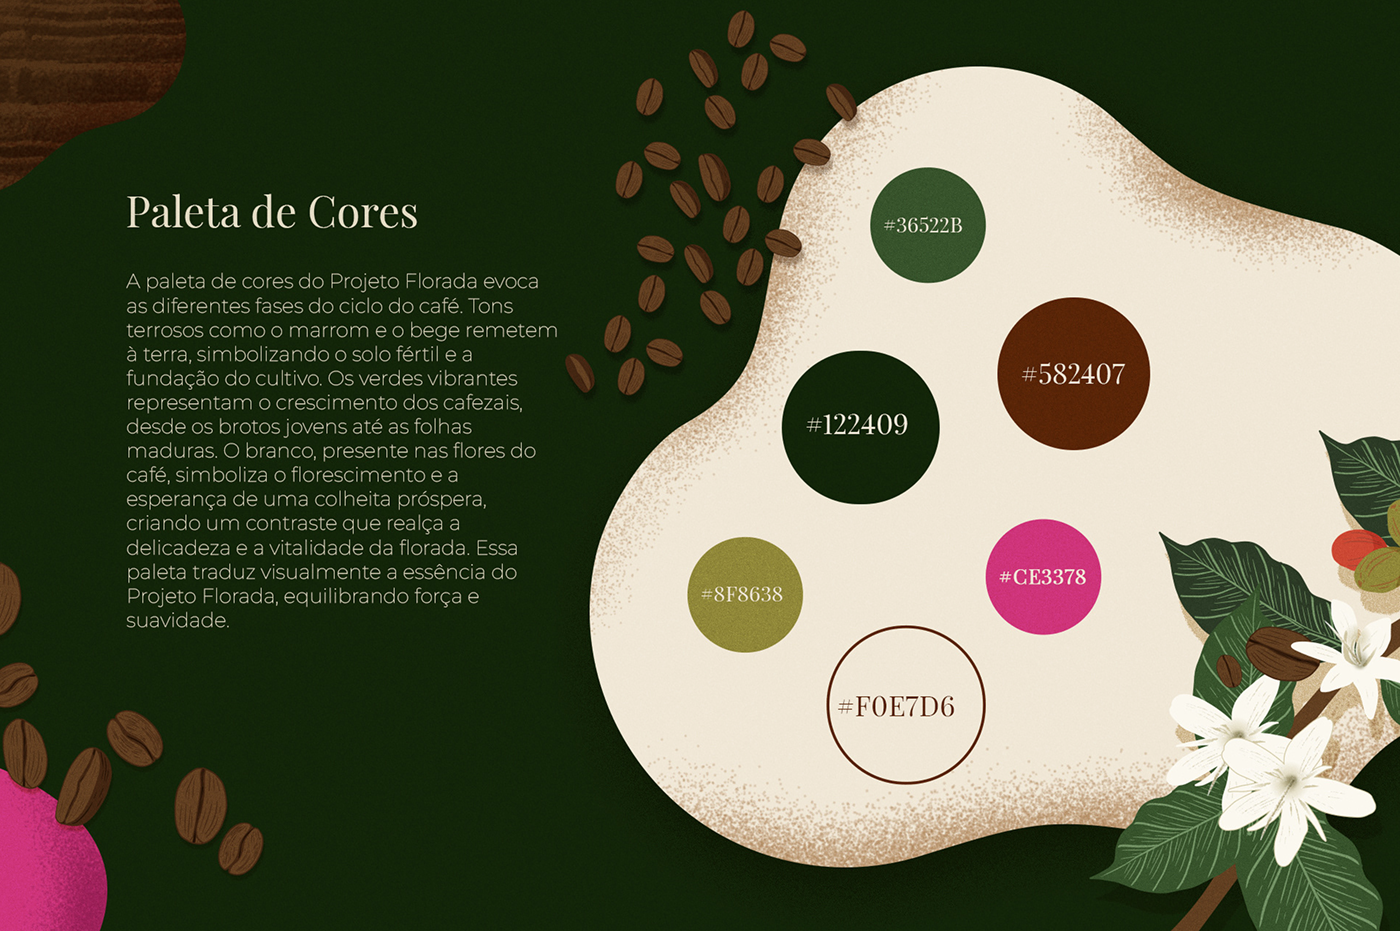 Paleta de Cores
A paleta de cores do Projeto Florada evoca
as diferentes fases do ciclo do café. Tons
terrosos como o marrom e o bege remetem
à terra, simbolizando o solo fértil e a
fundação do cultivo. Os verdes vibrantes
representam o crescimento dos cafezais,
desde os brotos jovens até as folhas
maduras. O branco, presente nas flores do
café, simboliza o florescimento e a
esperança de uma colheita próspera,
criando um contraste que realça a
delicadeza e a vitalidade da florada. Essa
paleta traduz visualmente a essência do
Projeto Florada, equilibrando força e
suavidade.
#36522B
#582407
#122409
#CE3378
#8F8638
#F0E7D6